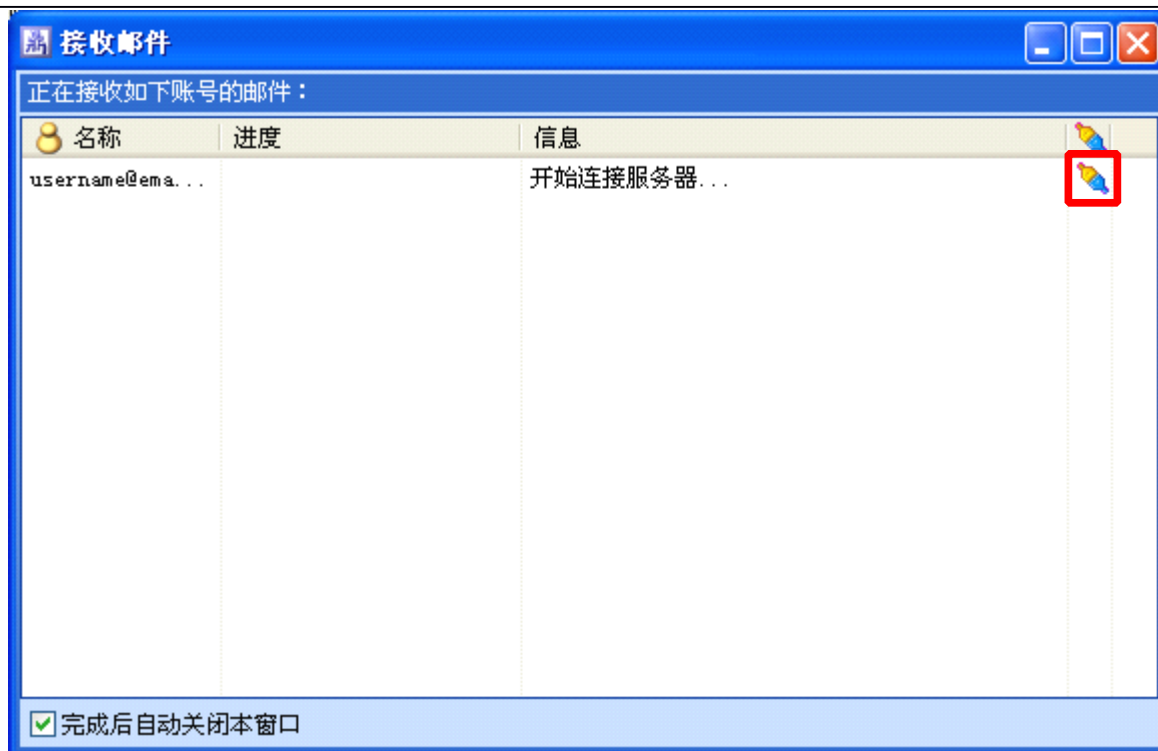 鼎 接收邮件
正在接收如下账号的邮件：
名称 进度 信息
username@ema... 开始连接服务器...
完成后自动关闭本窗口